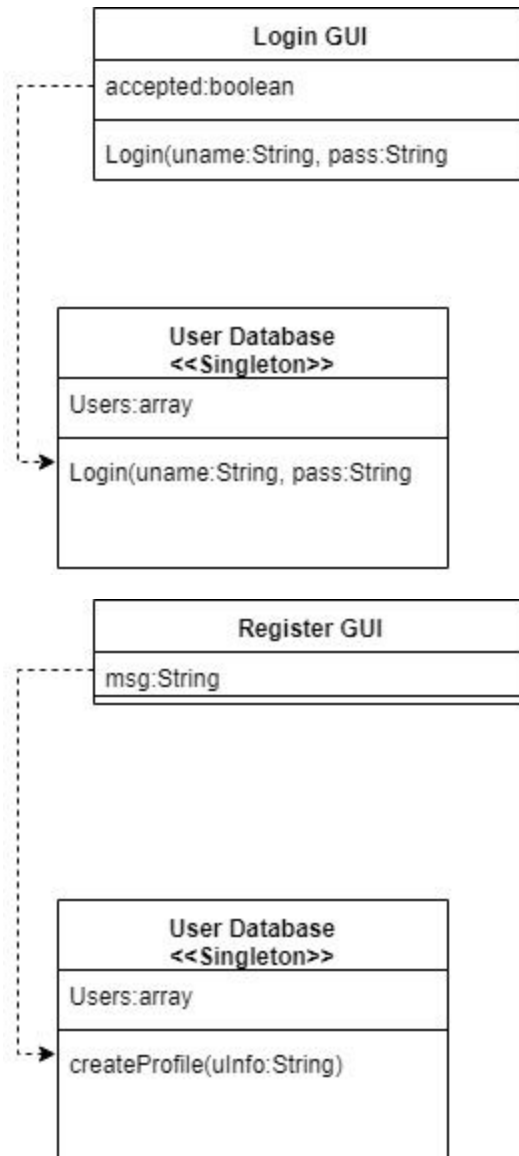 Login GUI
accepted:boolean
Login(uname:String, pass:String
User Database
<<Singleton>>
Users:array
Login(uname:String, pass:String
Register GUI
msg:String
User Database
<<Singleton>>
Users:array
createProfile(uInfo:String)